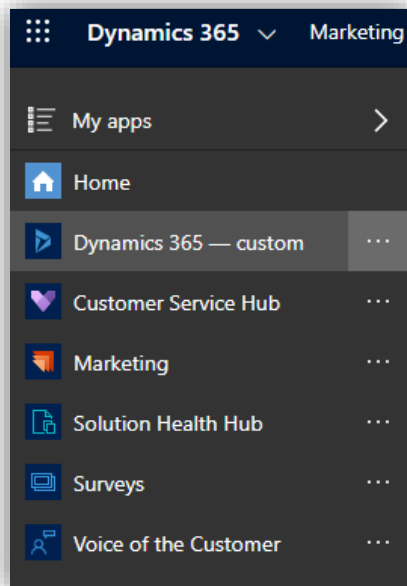 Dynamics 365 Marketing
My apps
Home
Dynamics 365 — custom
Customer Service Hub
Marketing
Solution Health Hub
Surveys
Voice of the Customer